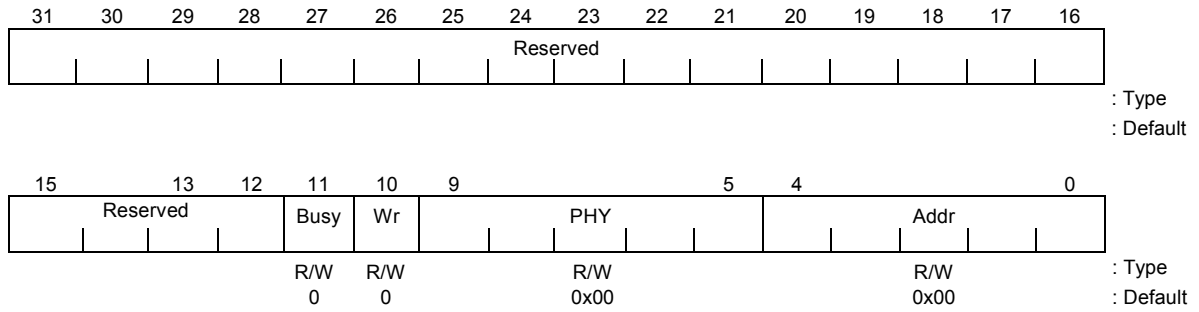 31 30 29 28 27 26 25 24 23 22 21 20 19 18 17 16
Reserved
: Type
: Default
15 13 12 11 10 9 5 4 0
Reserved Busy Wr PHY Addr
R/W R/W R/W R/W : Type
0 0 0x00 0x00 : Default